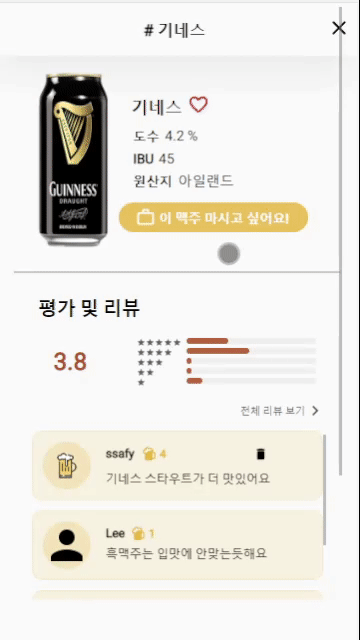 # 기네스
기네스
도수 4.2 %
IBU 45
원산지 아일랜드
이 맥주 마시고 싶어요!
GUINNESS
DRAUGHT
평가 및 리뷰
3.8
★★★★★
★★★★
★★★
★★
★
전체 리뷰 보기
ssafy 4
기네스 스타우트가 더 맛있어요
Lee 1
흑맥주는 입맛에 안맞는듯해요